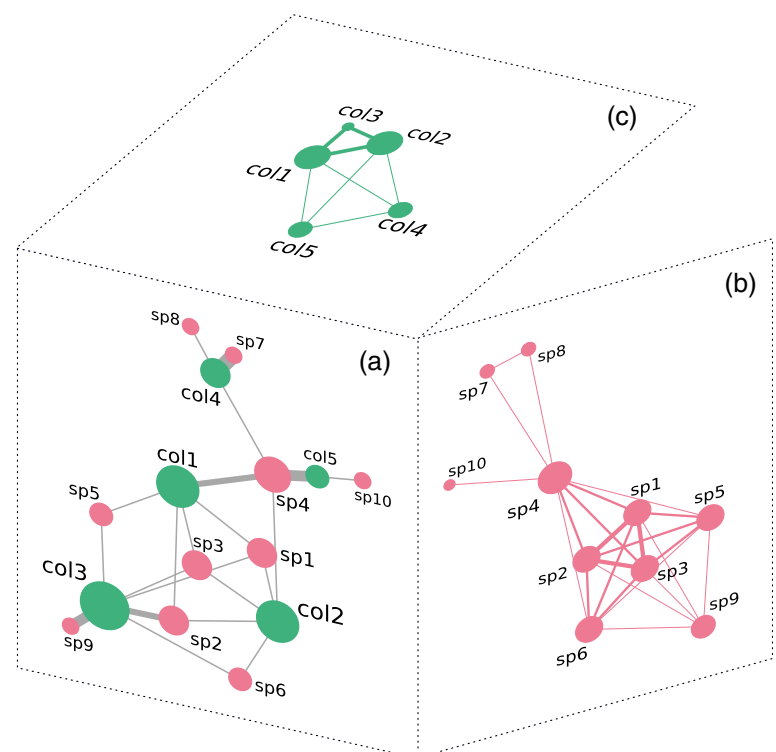 col3
(c)
col2
col1
col4
col5
sp8
sp7
(a)
col4
col1
col5
sp4
sp10
sp5
sp3
sp1
col3
col2
sp9
sp2
sp6
(b)
sp8
sp7
sp10
sp1
sp5
sp4
sp2
sp3
sp9
sp6